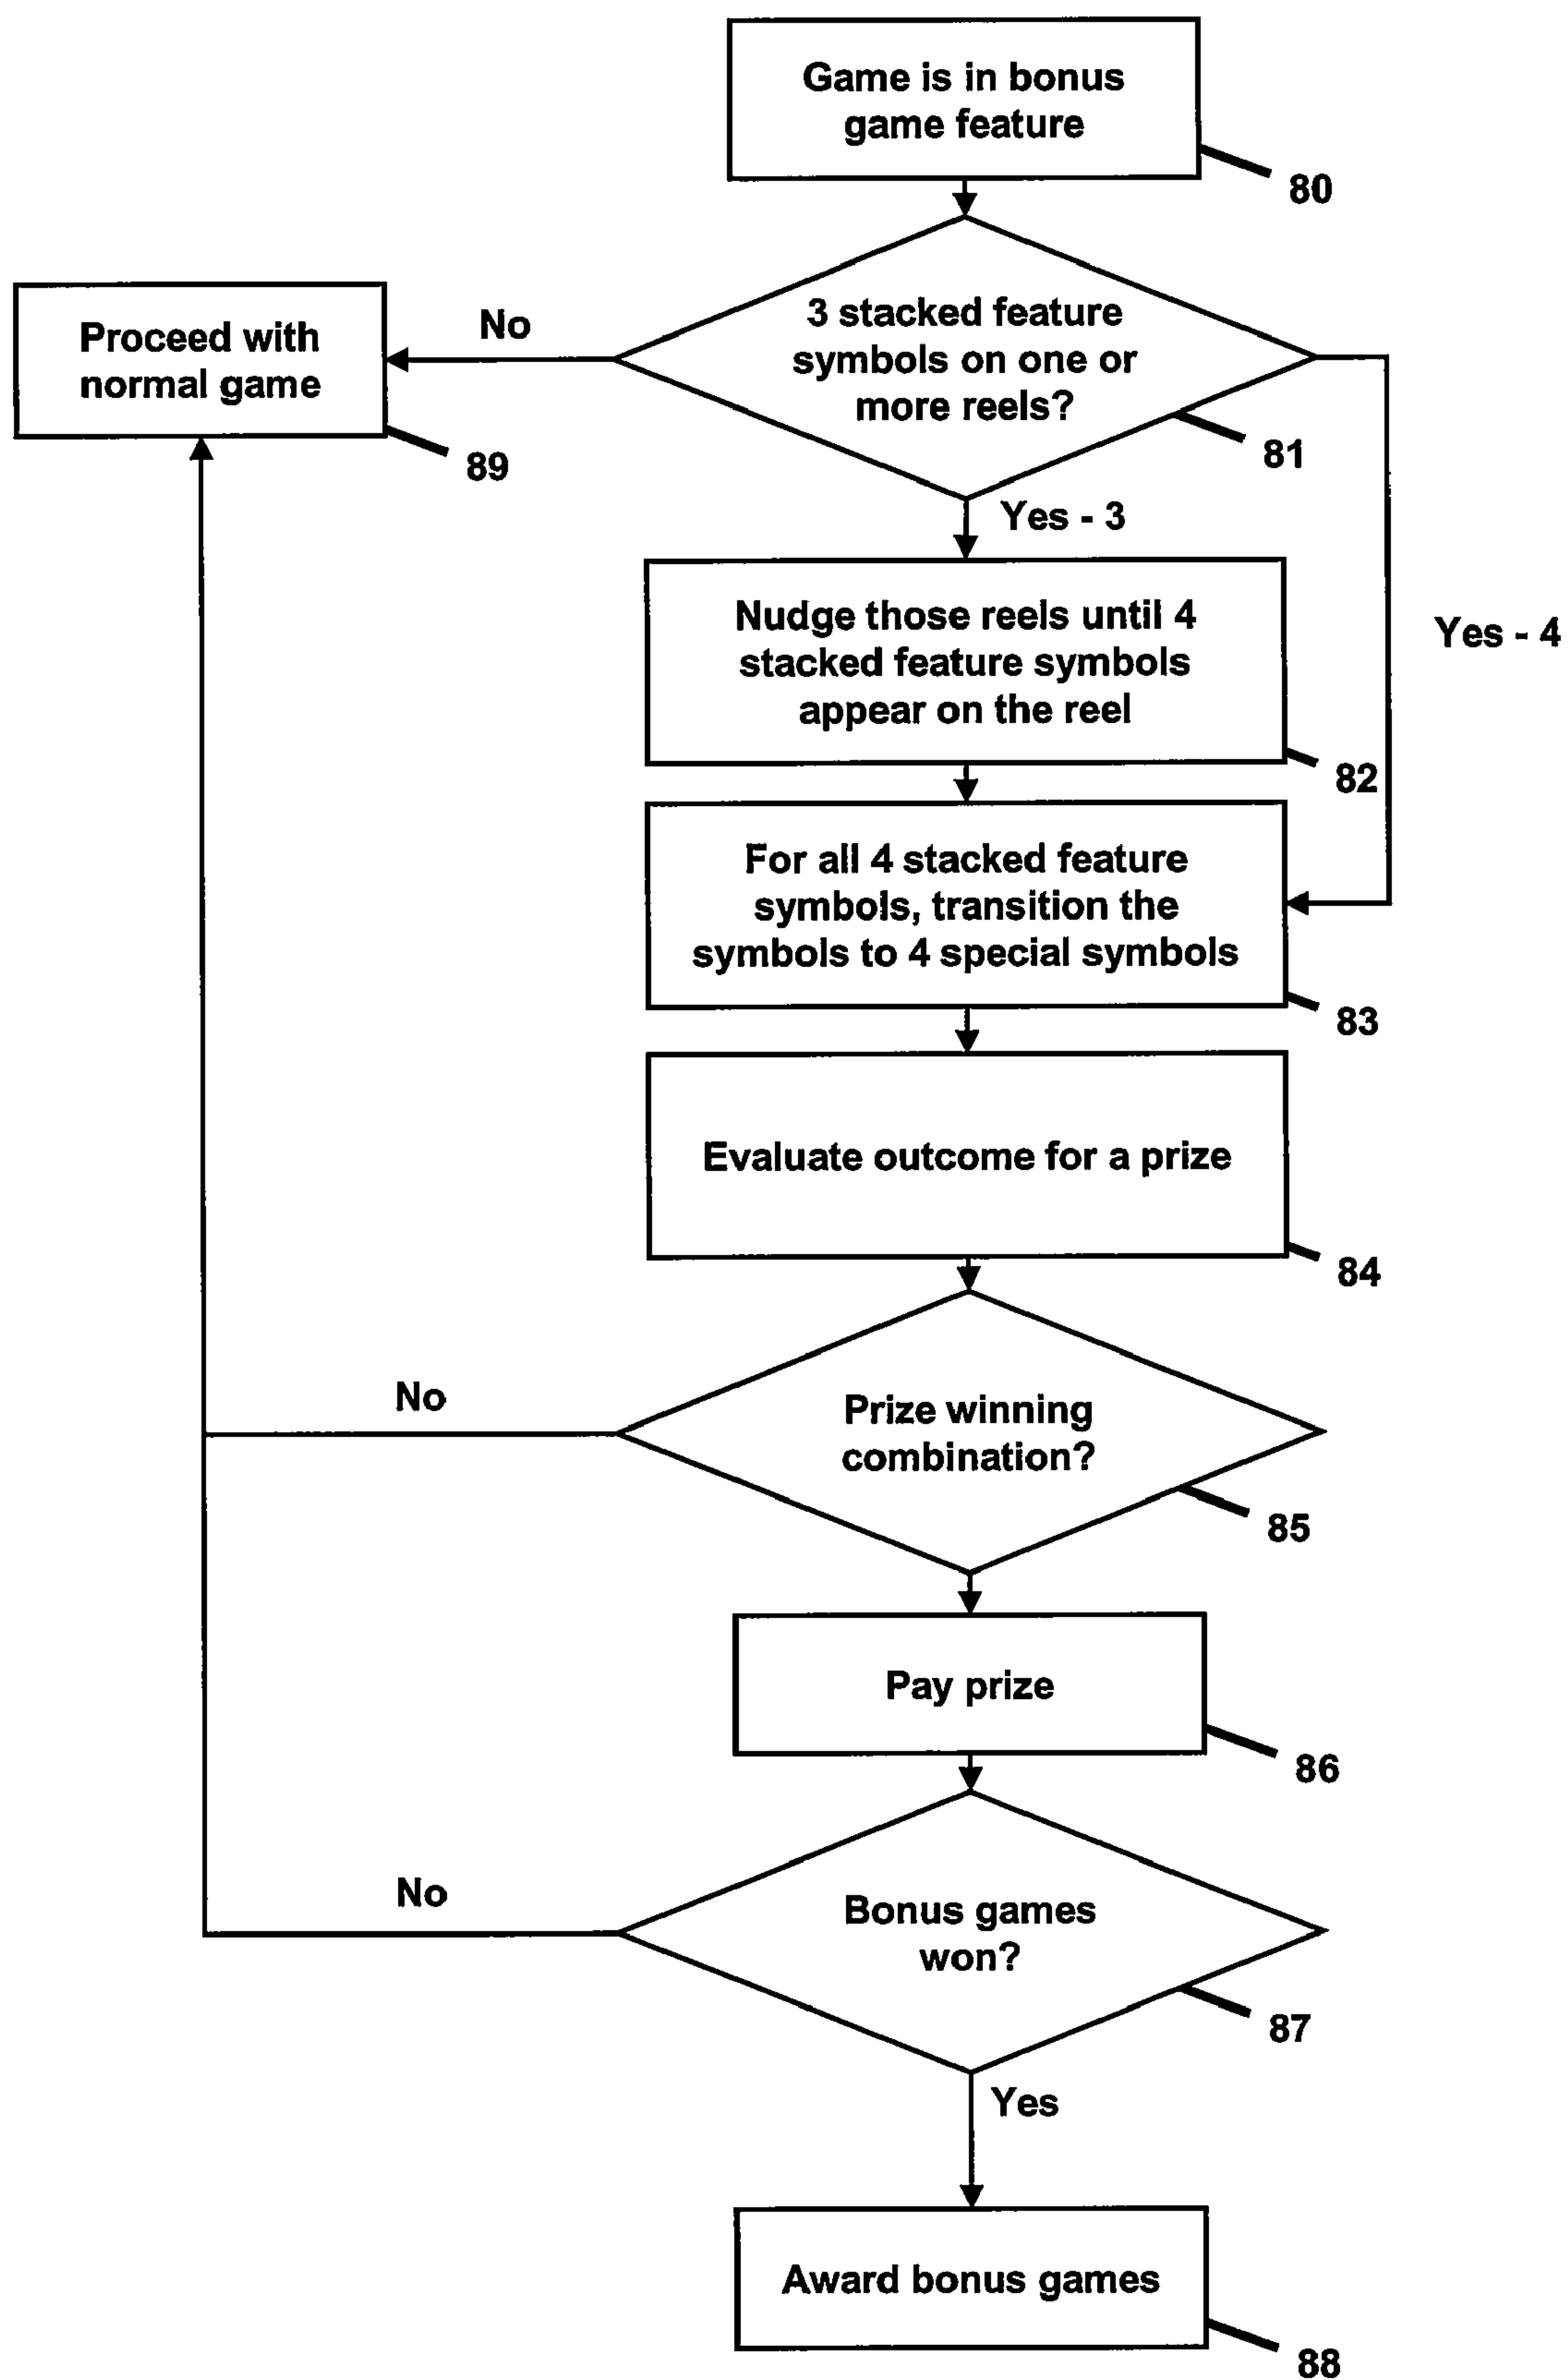 Game is in bonus
game feature
80
3 stacked feature
symbols on one or
more reels?
81
No
Proceed with
normal game
89
Yes - 3
Yes - 4
Nudge those reels until 4
stacked feature symbols
appear on the reel
82
For all 4 stacked feature
symbols, transition the
symbols to 4 special symbols
83
Evaluate outcome for a prize
84
No
Prize winning
combination?
85
Pay prize
86
No
Bonus games
won?
87
Yes
Award bonus games
88